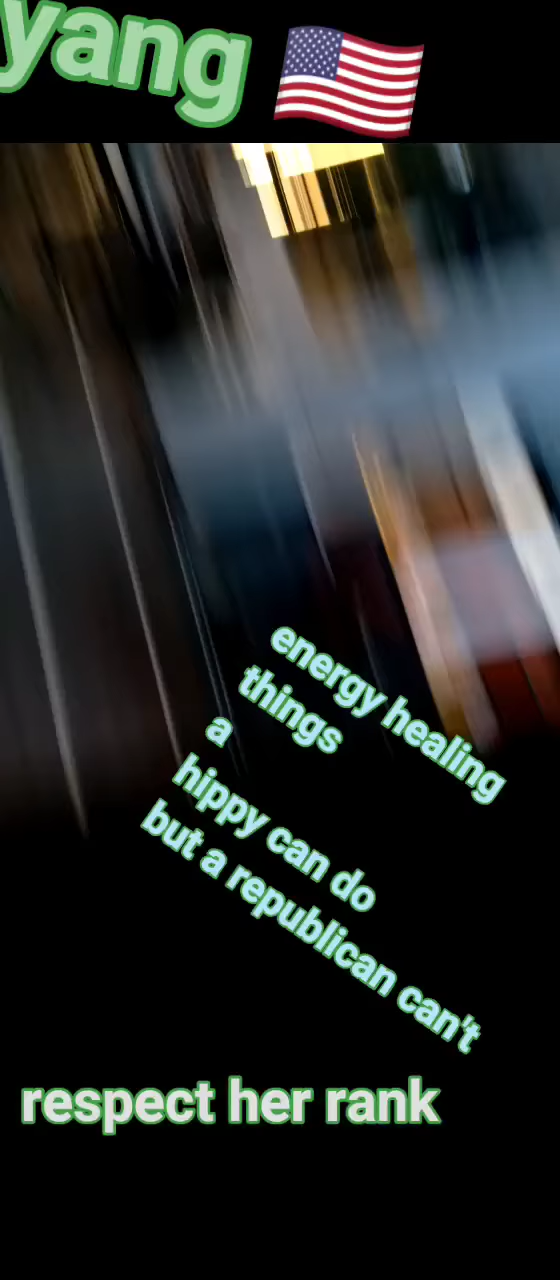 yang 🇺🇸
energy healing
things
a
hippy can do
but a republican can't
respect her rank